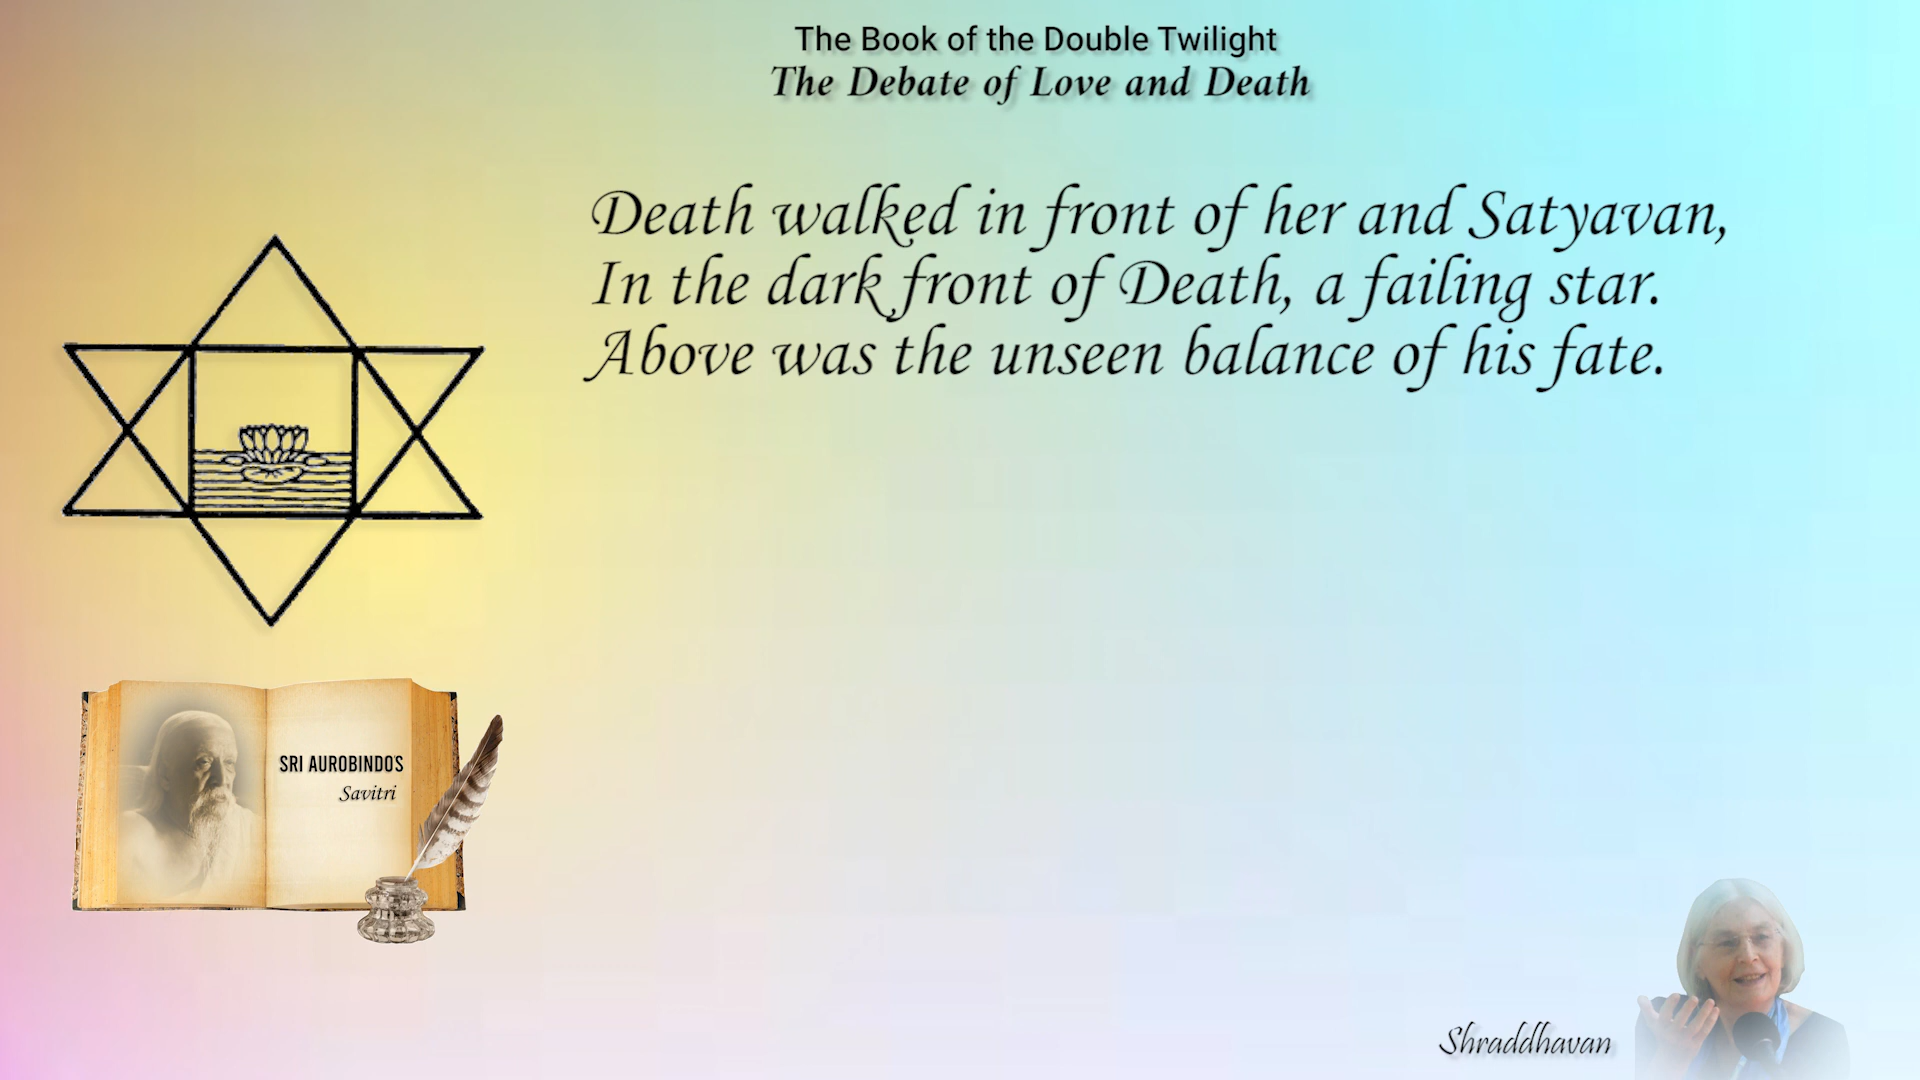 The Book of the Double Twilight
The Debate of Love and Death
Death walked in front of her and Satyavan,
In the dark front of Death, a failing star.
Above was the unseen balance of his fate.
SRI AUROBINDO'S
Savitri
Shraddhavan